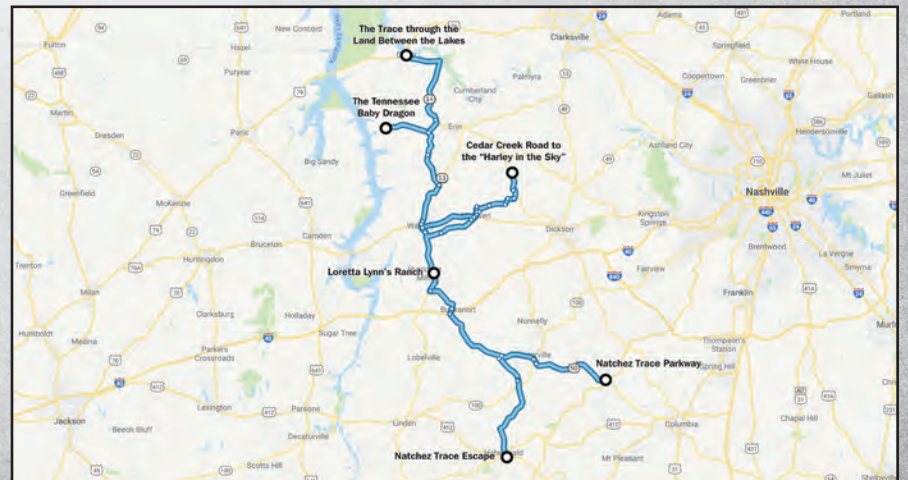 The Trace through the
Land Between the Lakes
The Tennessee
Baby Dragon
Cedar Creek Road to
the “Harley in the Sky”
Loretta Lynn's Ranch
Natchez Trace Parkway
Natchez Trace Escape
Fulton
New Concord
Hazel
Puryear
Martin
Dresden
Paris
Big Sandy
Greenfield
McKenzie
Trenton
Huntingdon
Bruceton
Camden
Milan
Clarksburg
Holladay
Humboldt
Medina
Sugar Tree
Parkers
Crossroads
Lobelville
Lexington
Parsons
Linden
Jackson
Beech Bluff
Decaturville
Scotts Hill
Clarksville
Palmyra
Cumberland
City
Erin
Adams
Portland
Springfield
White House
Coopertown
Greenbrier
Gallatin
Hendersonville
Ashland City
Mt Juliet
Nashville
Kingston
Springs
Dickson
Brentwood
La Vergne
Smyrna
Fairview
Franklin
Nunnelly
Thompson's
Station
Spring Hill
Columbia
Chapel Hill
Mt Pleasant